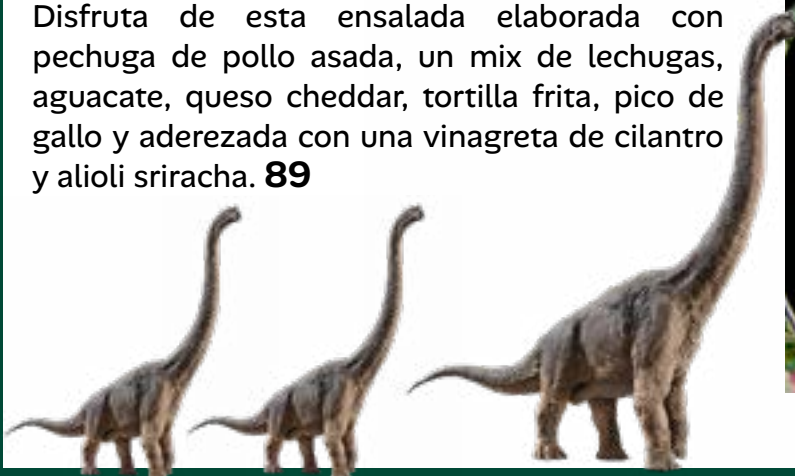 Disfruta de esta ensalada elaborada con
pechuga de pollo asada, un mix de lechugas,
aguacate, queso cheddar, tortilla frita, pico de
gallo y aderezada con una vinagreta de cilantro
y alioli sriracha. 89